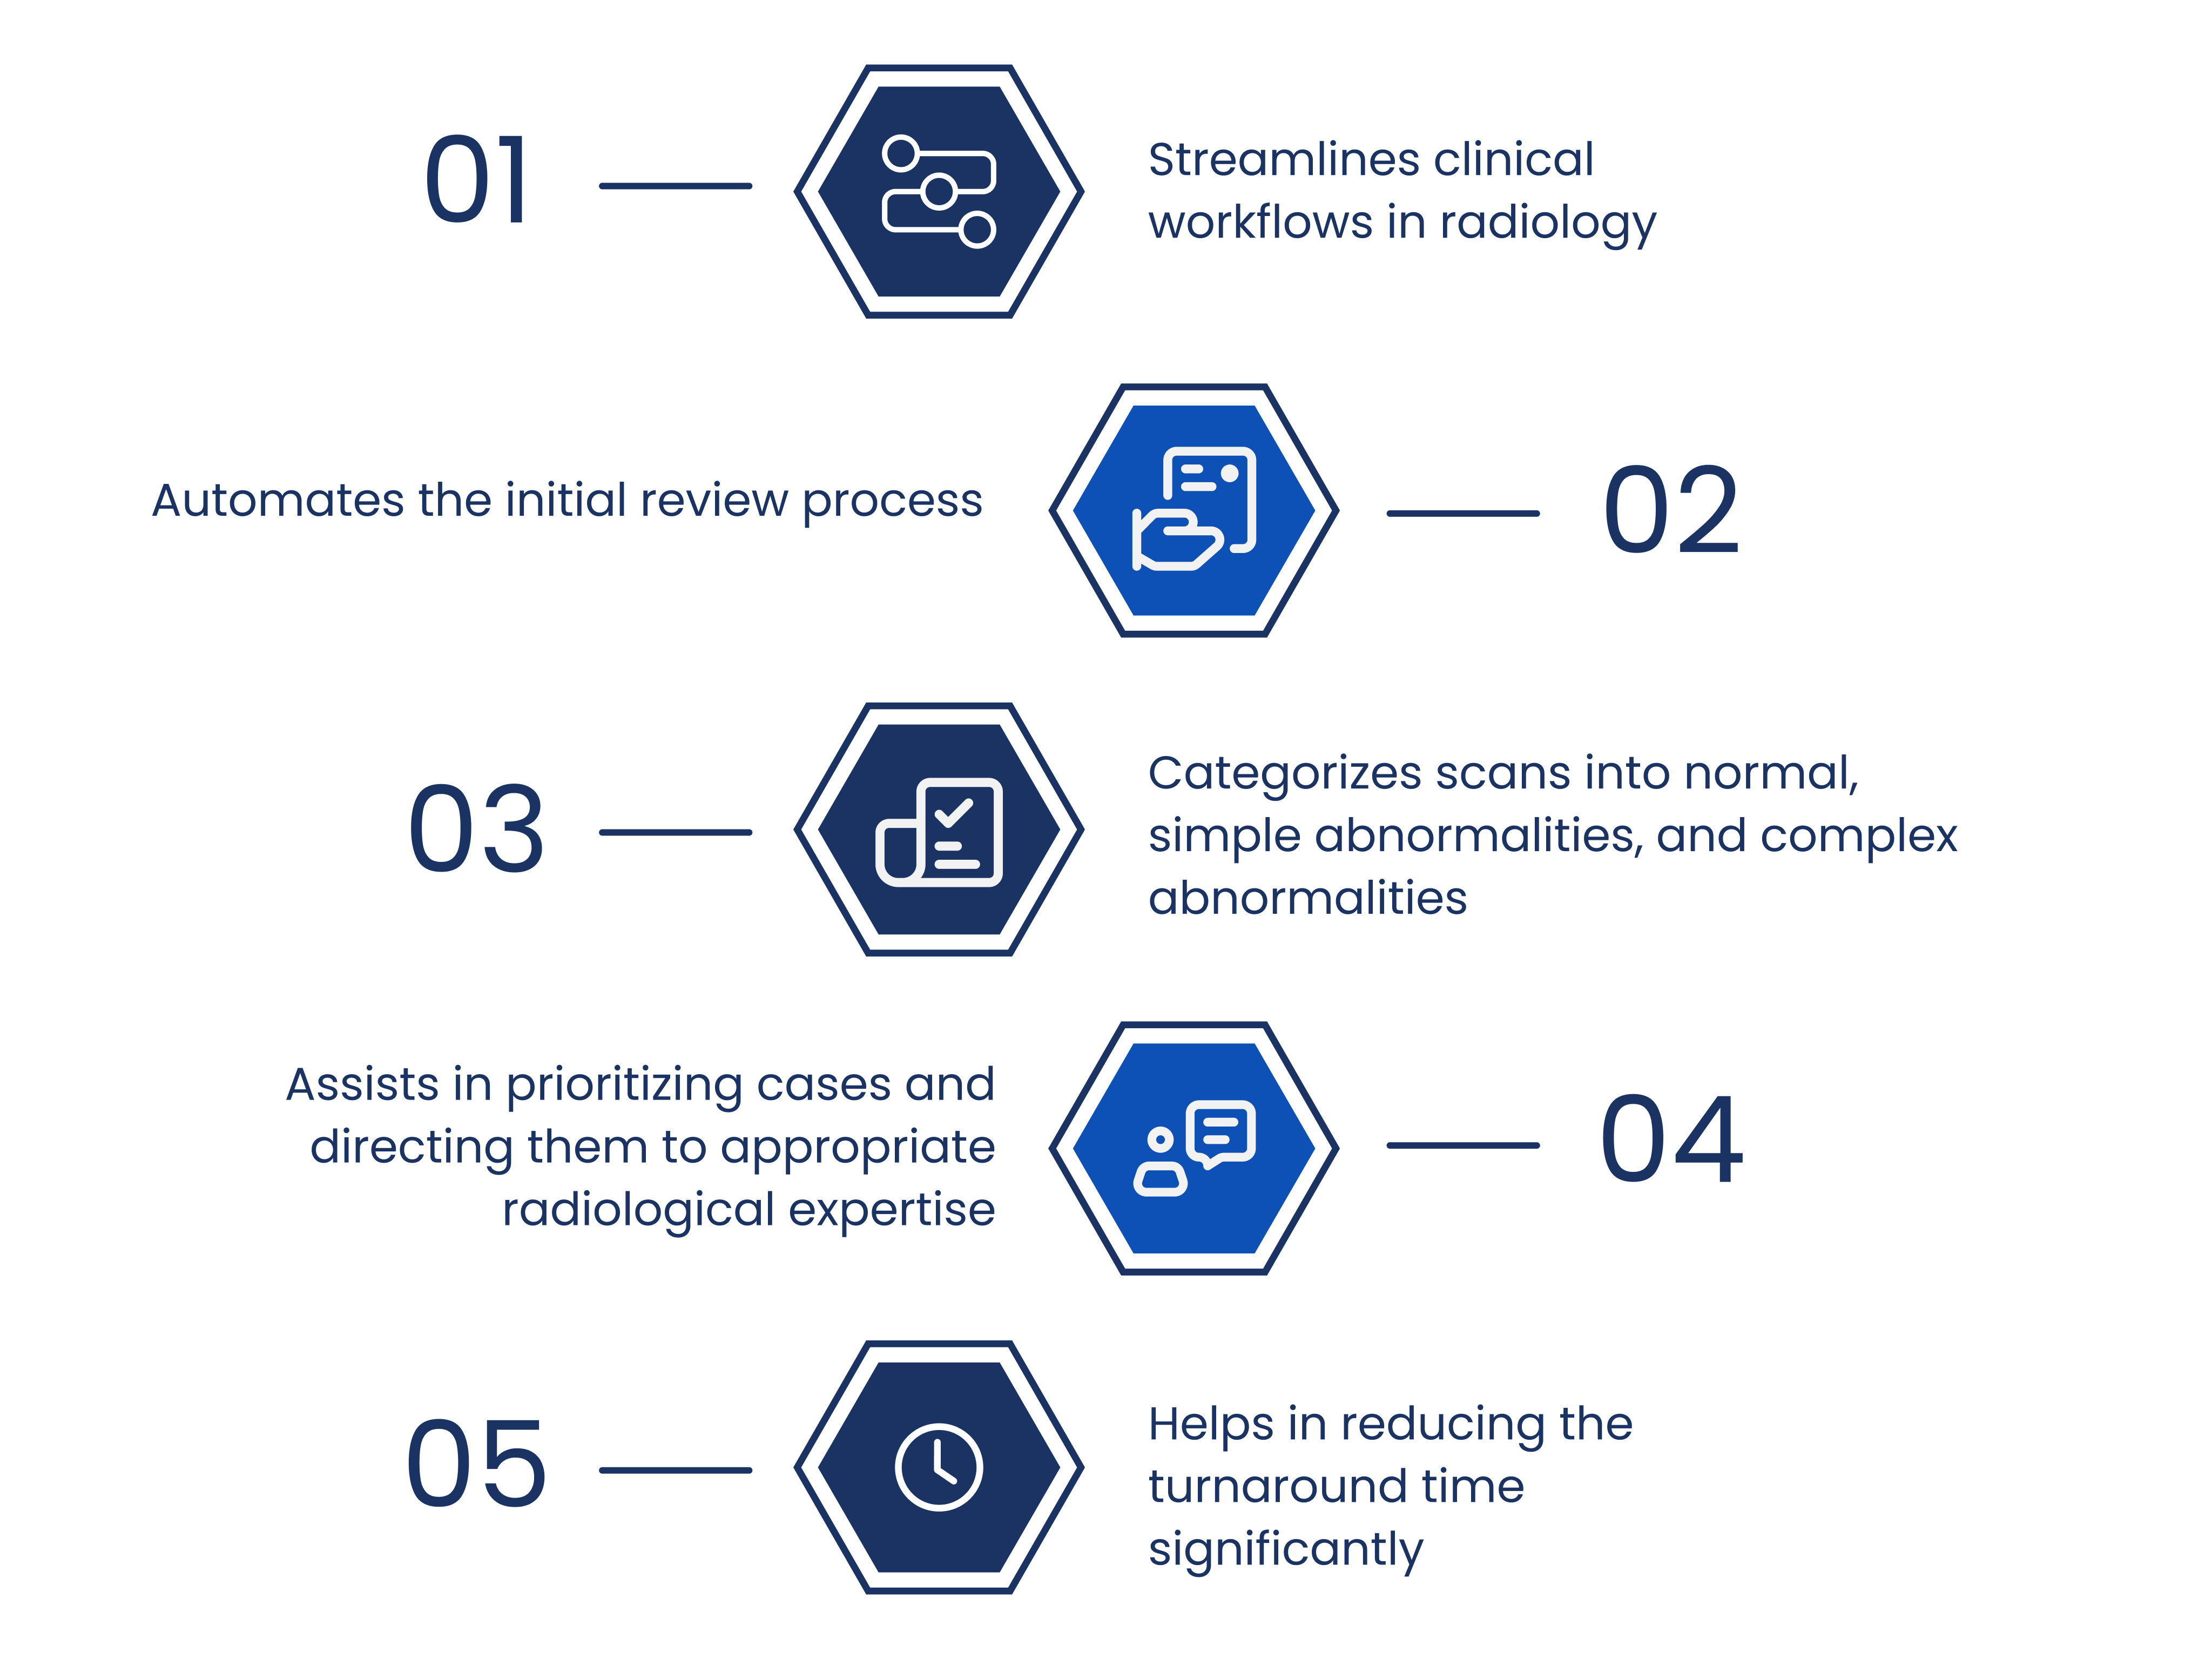 01
Streamlines clinical
workflows in radiology
Automates the initial review process
02
03
Categorizes scans into normal,
simple abnormalities, and complex
abnormalities
Assists in prioritizing cases and
directing them to appropriate
radiological expertise
04
05
Helps in reducing the
turnaround time
significantly